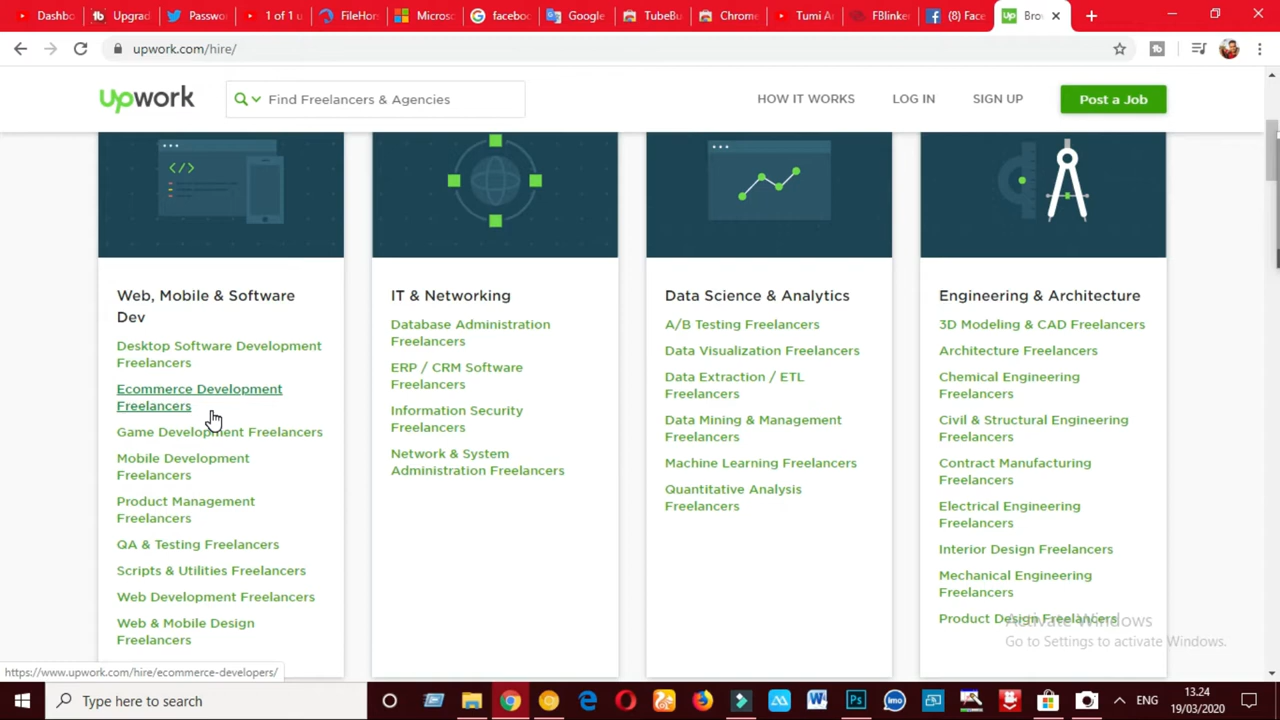 Dashbo
Upgrad
Passwo
1 of 1 u
FileHor
Microso
faceboo
Google
TubeBu
Chrome
Tumi Ar
FBlinke
(8) Face
Bro
upwork.com/hire/
upwork
Find Freelancers & Agencies
HOW IT WORKS
LOG IN
SIGN UP
Post a Job
Web, Mobile & Software
Dev
Desktop Software Development
Freelancers
Ecommerce Development
Freelancers
Game Development Freelancers
Mobile Development
Freelancers
Product Management
Freelancers
QA & Testing Freelancers
Scripts & Utilities Freelancers
Web Development Freelancers
Web & Mobile Design
Freelancers
IT & Networking
Database Administration
Freelancers
ERP / CRM Software
Freelancers
Information Security
Freelancers
Network & System
Administration Freelancers
Data Science & Analytics
A/B Testing Freelancers
Data Visualization Freelancers
Data Extraction / ETL
Freelancers
Data Mining & Management
Freelancers
Machine Learning Freelancers
Quantitative Analysis
Freelancers
Engineering & Architecture
3D Modeling & CAD Freelancers
Architecture Freelancers
Chemical Engineering
Freelancers
Civil & Structural Engineering
Freelancers
Contract Manufacturing
Freelancers
Electrical Engineering
Freelancers
Interior Design Freelancers
Mechanical Engineering
Freelancers
Product Design Freelancers
Activate Windows
Go to Settings to activate Windows.
https://www.upwork.com/hire/ecommerce-developers/
Type here to search
ENG
13.24
19/03/2020